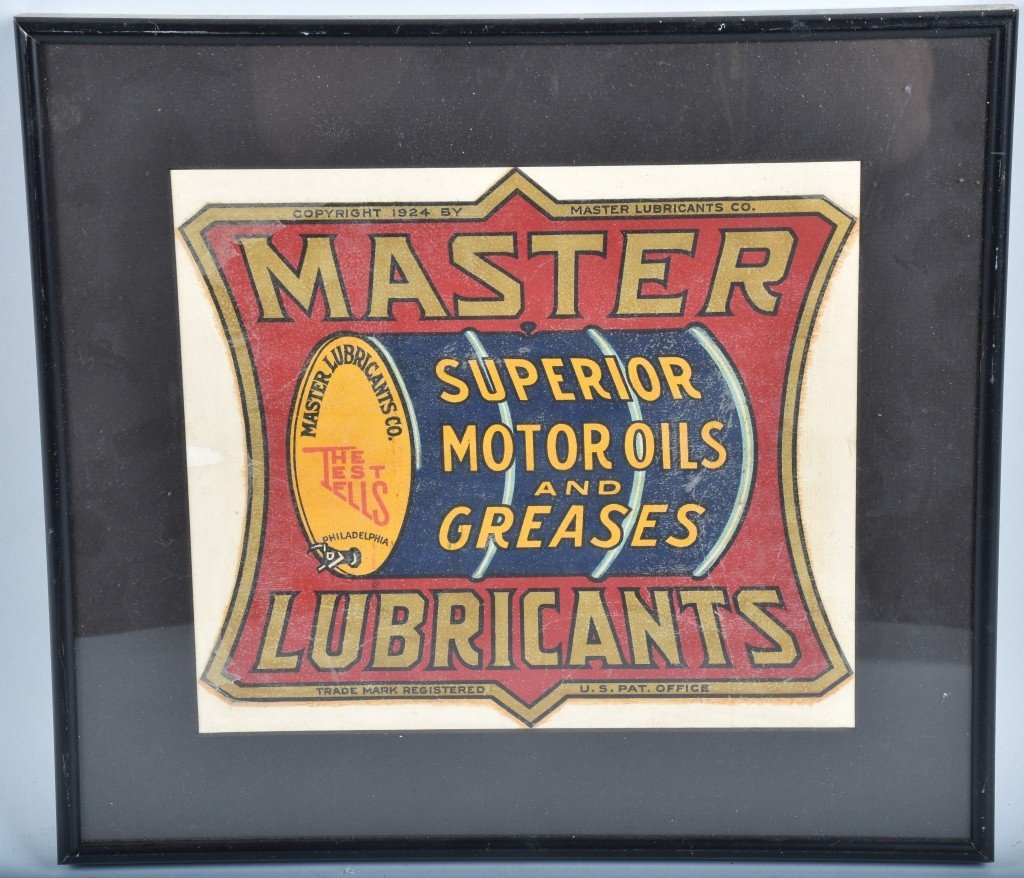 COPYRIGHT 1924 BY MASTER LUBRICANTS CO.
MASTER
MASTER LUBRICANTS CO.
THE
TEST
TELLS
PHILADELPHIA
SUPERIOR
MOTOR OILS
AND
GREASES
LUBRICANTS
TRADE MARK REGISTERED U.S. PAT. OFFICE